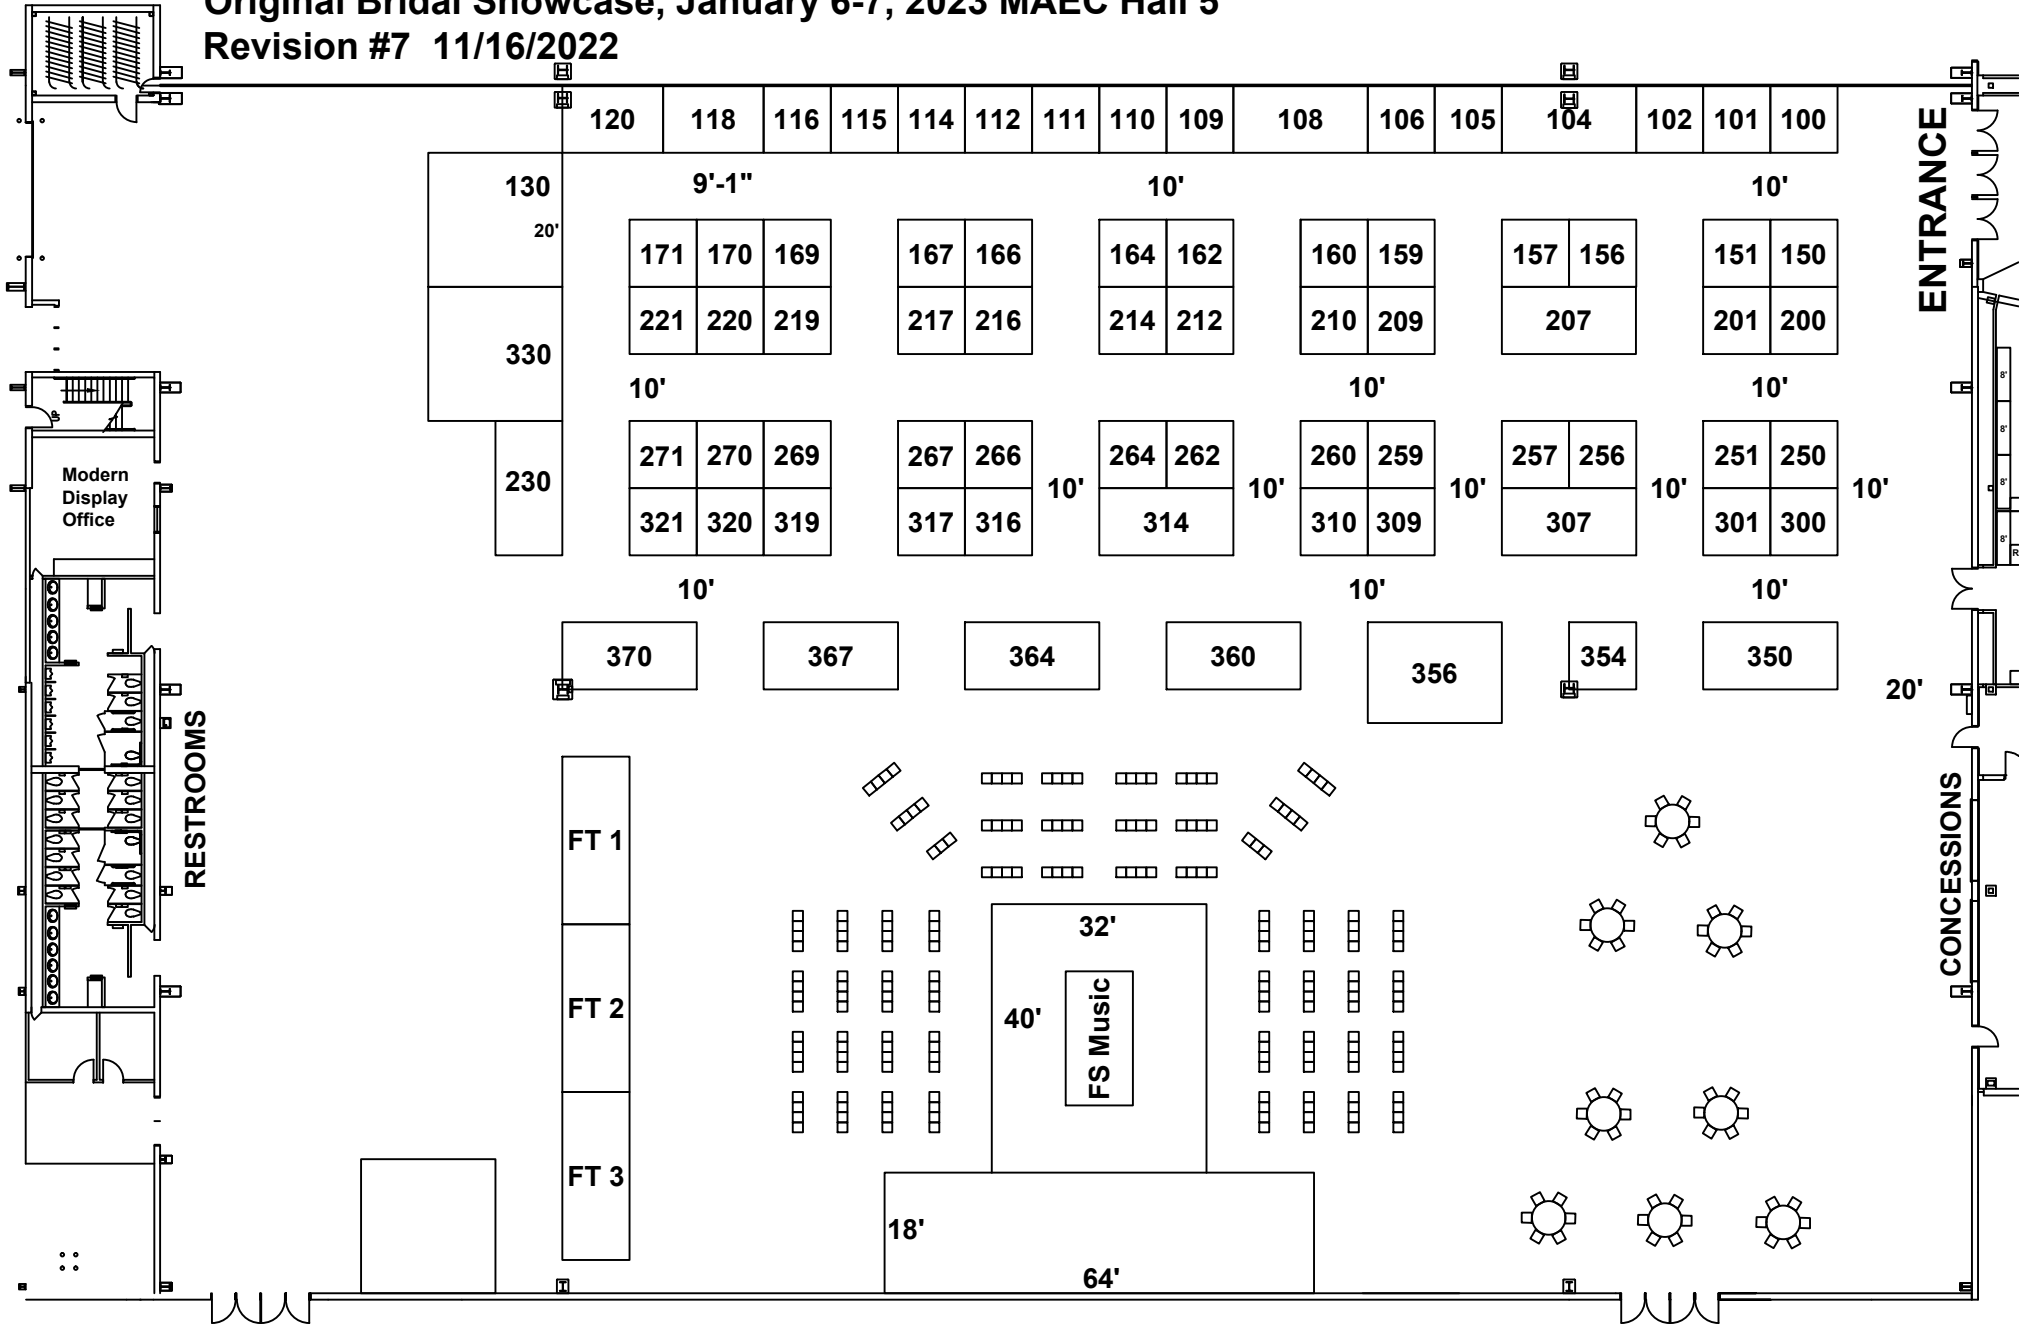 Original Bridal Showcase, January 6-7, 2023 MAEC Hall 5
Revision #7 11/16/2022
120 118 116 115 114 112 111 110 109 108 106 105 104 102 101 100
ENTRANCE
130 9'-1" 10' 10'
20'
171 170 169 167 166 164 162 160 159 157 156 151 150
221 220 219 217 216 214 212 210 209 207 201 200
330
10' 10' 10'
8'
UP
8'
271 270 269 267 266 264 262 260 259 257 256 251 250
Modern
Display
Office
230 10' 10' 10' 10' 10'
8'
321 320 319 317 316 314 310 309 307 301 300
8'
R
10' 10' 10'
370 367 364 360 356 354 350
20'
RESTROOMS
CONCESSIONS
FT 1
32'
FT 2
40'
FS Music
FT 3
18'
64'